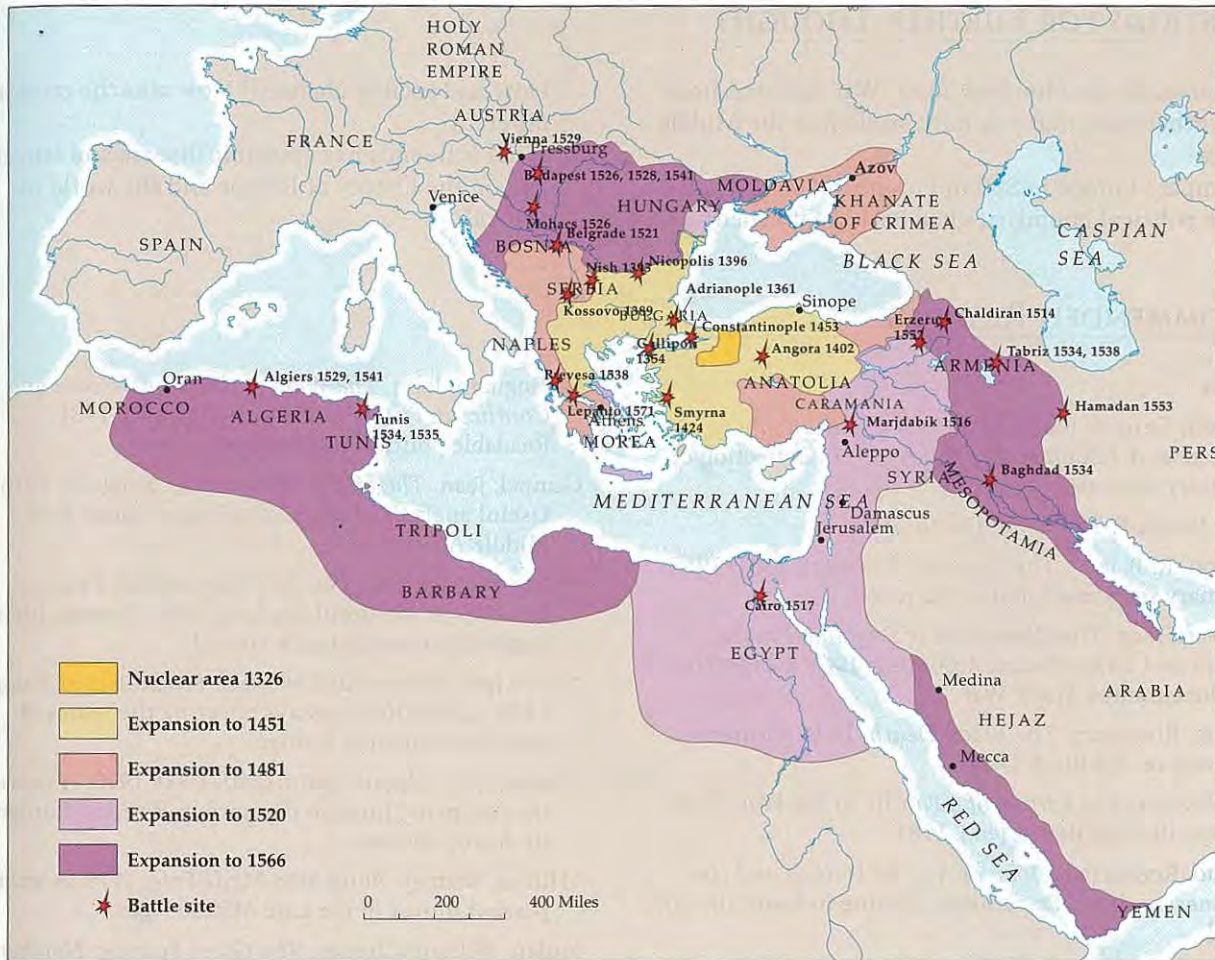 HOLY
ROMAN
EMPIRE
AUSTRIA
FRANCE
Vienna 1529
Pressburg
Budapest 1526, 1528, 1541
MOLDAVIA
Azov
KHANATE
OF CRIMEA
Venice
HUNGARY
Mohacs 1526
SPAIN
BOSNIA
Belgrade 1521
CASPIAN
SEA
Nicopolis 1396
BLACK SEA
Nish
SERBIA
Adrianople 1361
Sinope
Kossovo 1389
BULGARIA
Constantinople 1453
Chaldiran 1514
NAPLES
1354
Angora 1402
Tabriz 1534, 1538
ARMENIA
Oran
Algiers 1529, 1541
Prevesa 1538
ANATOLIA
MOROCCO
ALGERIA
Tunis
1534, 1535
Lepanto 1571
Athens
Smyrna
1424
CARAMANIA
Hamadan 1553
TUNIS
MOREA
Marjdabik 1516
Aleppo
PERS
SYRIA
Baghdad 1534
MESOPOTAMIA
MEDITERRANEAN SEA
Damascus
Jerusalem
TRIPOLI
BARBARY
Cairo 1517
EGYPT
Medina
ARABIA
HEJAZ
Mecca
RED SEA
YEMEN
Nuclear area 1326
Expansion to 1451
Expansion to 1481
Expansion to 1520
Expansion to 1566
Battle site
0 200 400 Miles